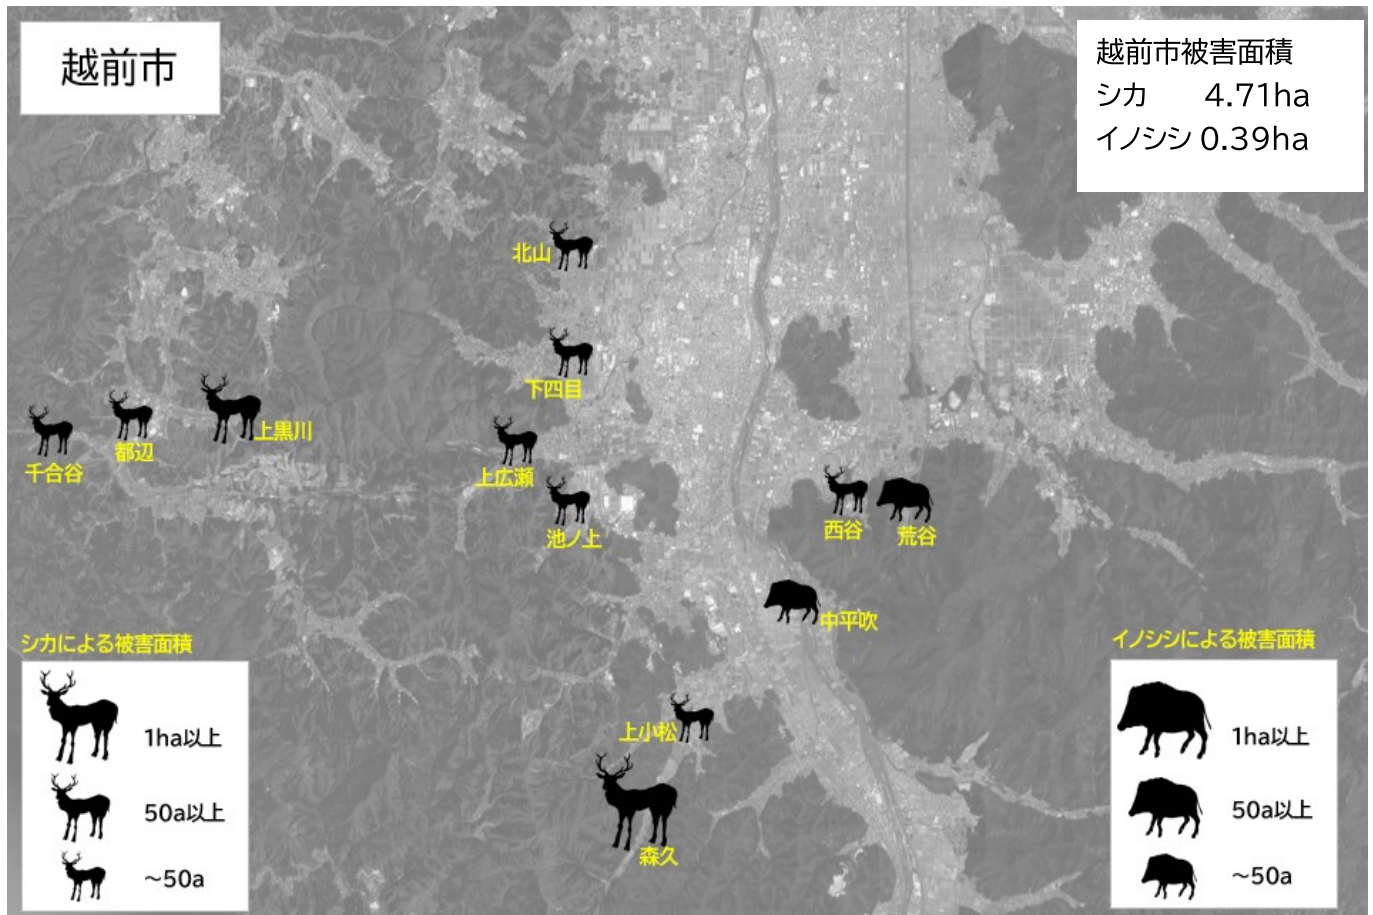 越前市
越前市被害面積
シカ 4.71ha
イノシシ 0.39ha
北山
下四目
上黒川
都辺
千合谷
上広瀬
池ノ上
西谷
荒谷
中平吹
上小松
森久
シカによる被害面積
1ha以上
50a以上
～50a
イノシシによる被害面積
1ha以上
50a以上
～50a